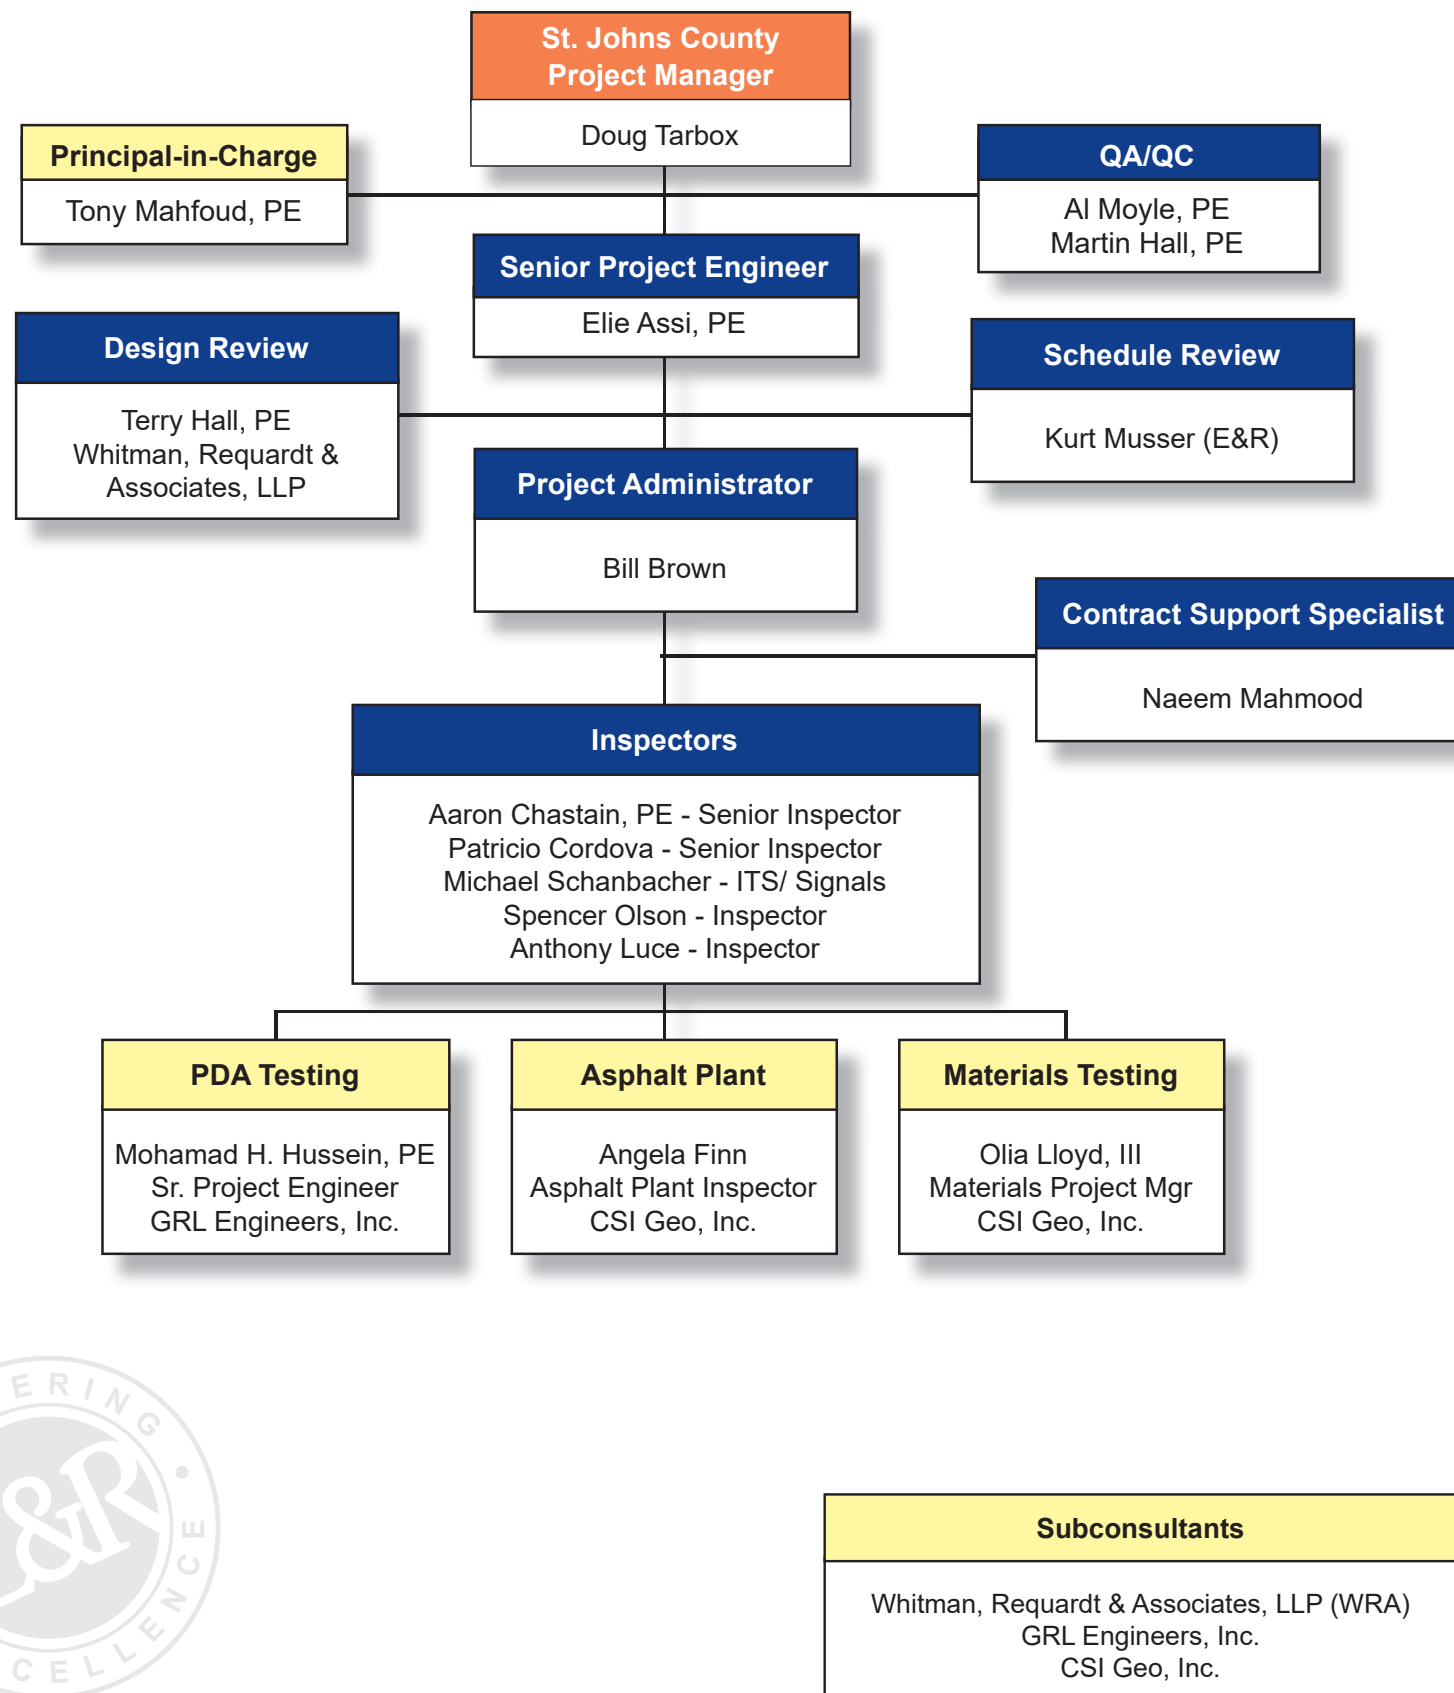 St. Johns County
Project Manager
Doug Tarbox
Principal-in-Charge
Tony Mahfoud, PE
QA/QC
Al Moyle, PE
Martin Hall, PE
Senior Project Engineer
Elie Assi, PE
Design Review
Terry Hall, PE
Whitman, Requardt &
Associates, LLP
Schedule Review
Kurt Musser (E&R)
Project Administrator
Bill Brown
Contract Support Specialist
Naeem Mahmood
Inspectors
Aaron Chastain, PE - Senior Inspector
Patricio Cordova - Senior Inspector
Michael Schanbacher - ITS/ Signals
Spencer Olson - Inspector
Anthony Luce - Inspector
PDA Testing
Mohamad H. Hussein, PE
Sr. Project Engineer
GRL Engineers, Inc.
Asphalt Plant
Angela Finn
Asphalt Plant Inspector
CSI Geo, Inc.
Materials Testing
Olia Lloyd, III
Materials Project Mgr
CSI Geo, Inc.
ERING •
&R
CELLENCE
Subconsultants
Whitman, Requardt & Associates, LLP (WRA)
GRL Engineers, Inc.
CSI Geo, Inc.